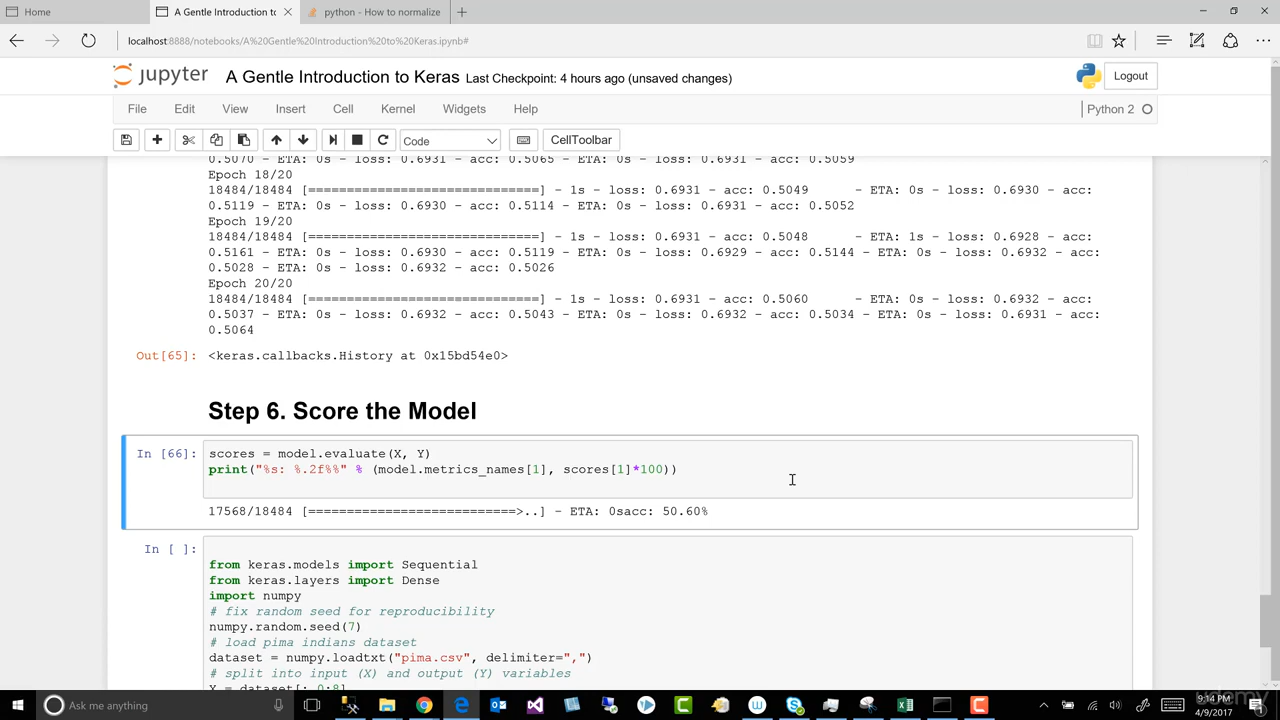 Home
A Gentle Introduction to
python - How to normalize
localhost:8888/notebooks/A%20Gentle%20Introduction%20to%20Keras.ipynb#
jupyter A Gentle Introduction to Keras Last Checkpoint: 4 hours ago (unsaved changes)
Logout
File Edit View Insert Cell Kernel Widgets Help
Python 2
Code
CellToolbar
0.5070 - ETA: 0s - loss: 0.6931 - acc: 0.5065 - ETA: 0s - loss: 0.6931 - acc: 0.5059
Epoch 18/20
18484/18484 [==============================] - 1s - loss: 0.6931 - acc: 0.5049 - ETA: 0s - loss: 0.6930 - acc:
0.5119 - ETA: 0s - loss: 0.6930 - acc: 0.5114 - ETA: 0s - loss: 0.6931 - acc: 0.5052
Epoch 19/20
18484/18484 [==============================] - 1s - loss: 0.6931 - acc: 0.5048 - ETA: 1s - loss: 0.6928 - acc:
0.5161 - ETA: 0s - loss: 0.6930 - acc: 0.5119 - ETA: 0s - loss: 0.6929 - acc: 0.5144 - ETA: 0s - loss: 0.6932 - acc:
0.5028 - ETA: 0s - loss: 0.6932 - acc: 0.5026
Epoch 20/20
18484/18484 [==============================] - 1s - loss: 0.6931 - acc: 0.5060 - ETA: 0s - loss: 0.6932 - acc:
0.5037 - ETA: 0s - loss: 0.6932 - acc: 0.5043 - ETA: 0s - loss: 0.6932 - acc: 0.5034 - ETA: 0s - loss: 0.6931 - acc:
0.5064
Out[65]: <keras.callbacks.History at 0x15bd54e0>
Step 6. Score the Model
In [66]: scores = model.evaluate(X, Y)
print("%s: %.2f%%" % (model.metrics_names[1], scores[1]*100))
17568/18484 [===========================>..] - ETA: 0sacc: 50.60%
In [ ]:
from keras.models import Sequential
from keras.layers import Dense
import numpy
# fix random seed for reproducibility
numpy.random.seed(7)
# load pima indians dataset
dataset = numpy.loadtxt("pima.csv", delimiter=",")
# split into input (X) and output (Y) variables
X = dataset[:,0:8]
Ask me anything
9:14 PM
4/9/2017
udemy